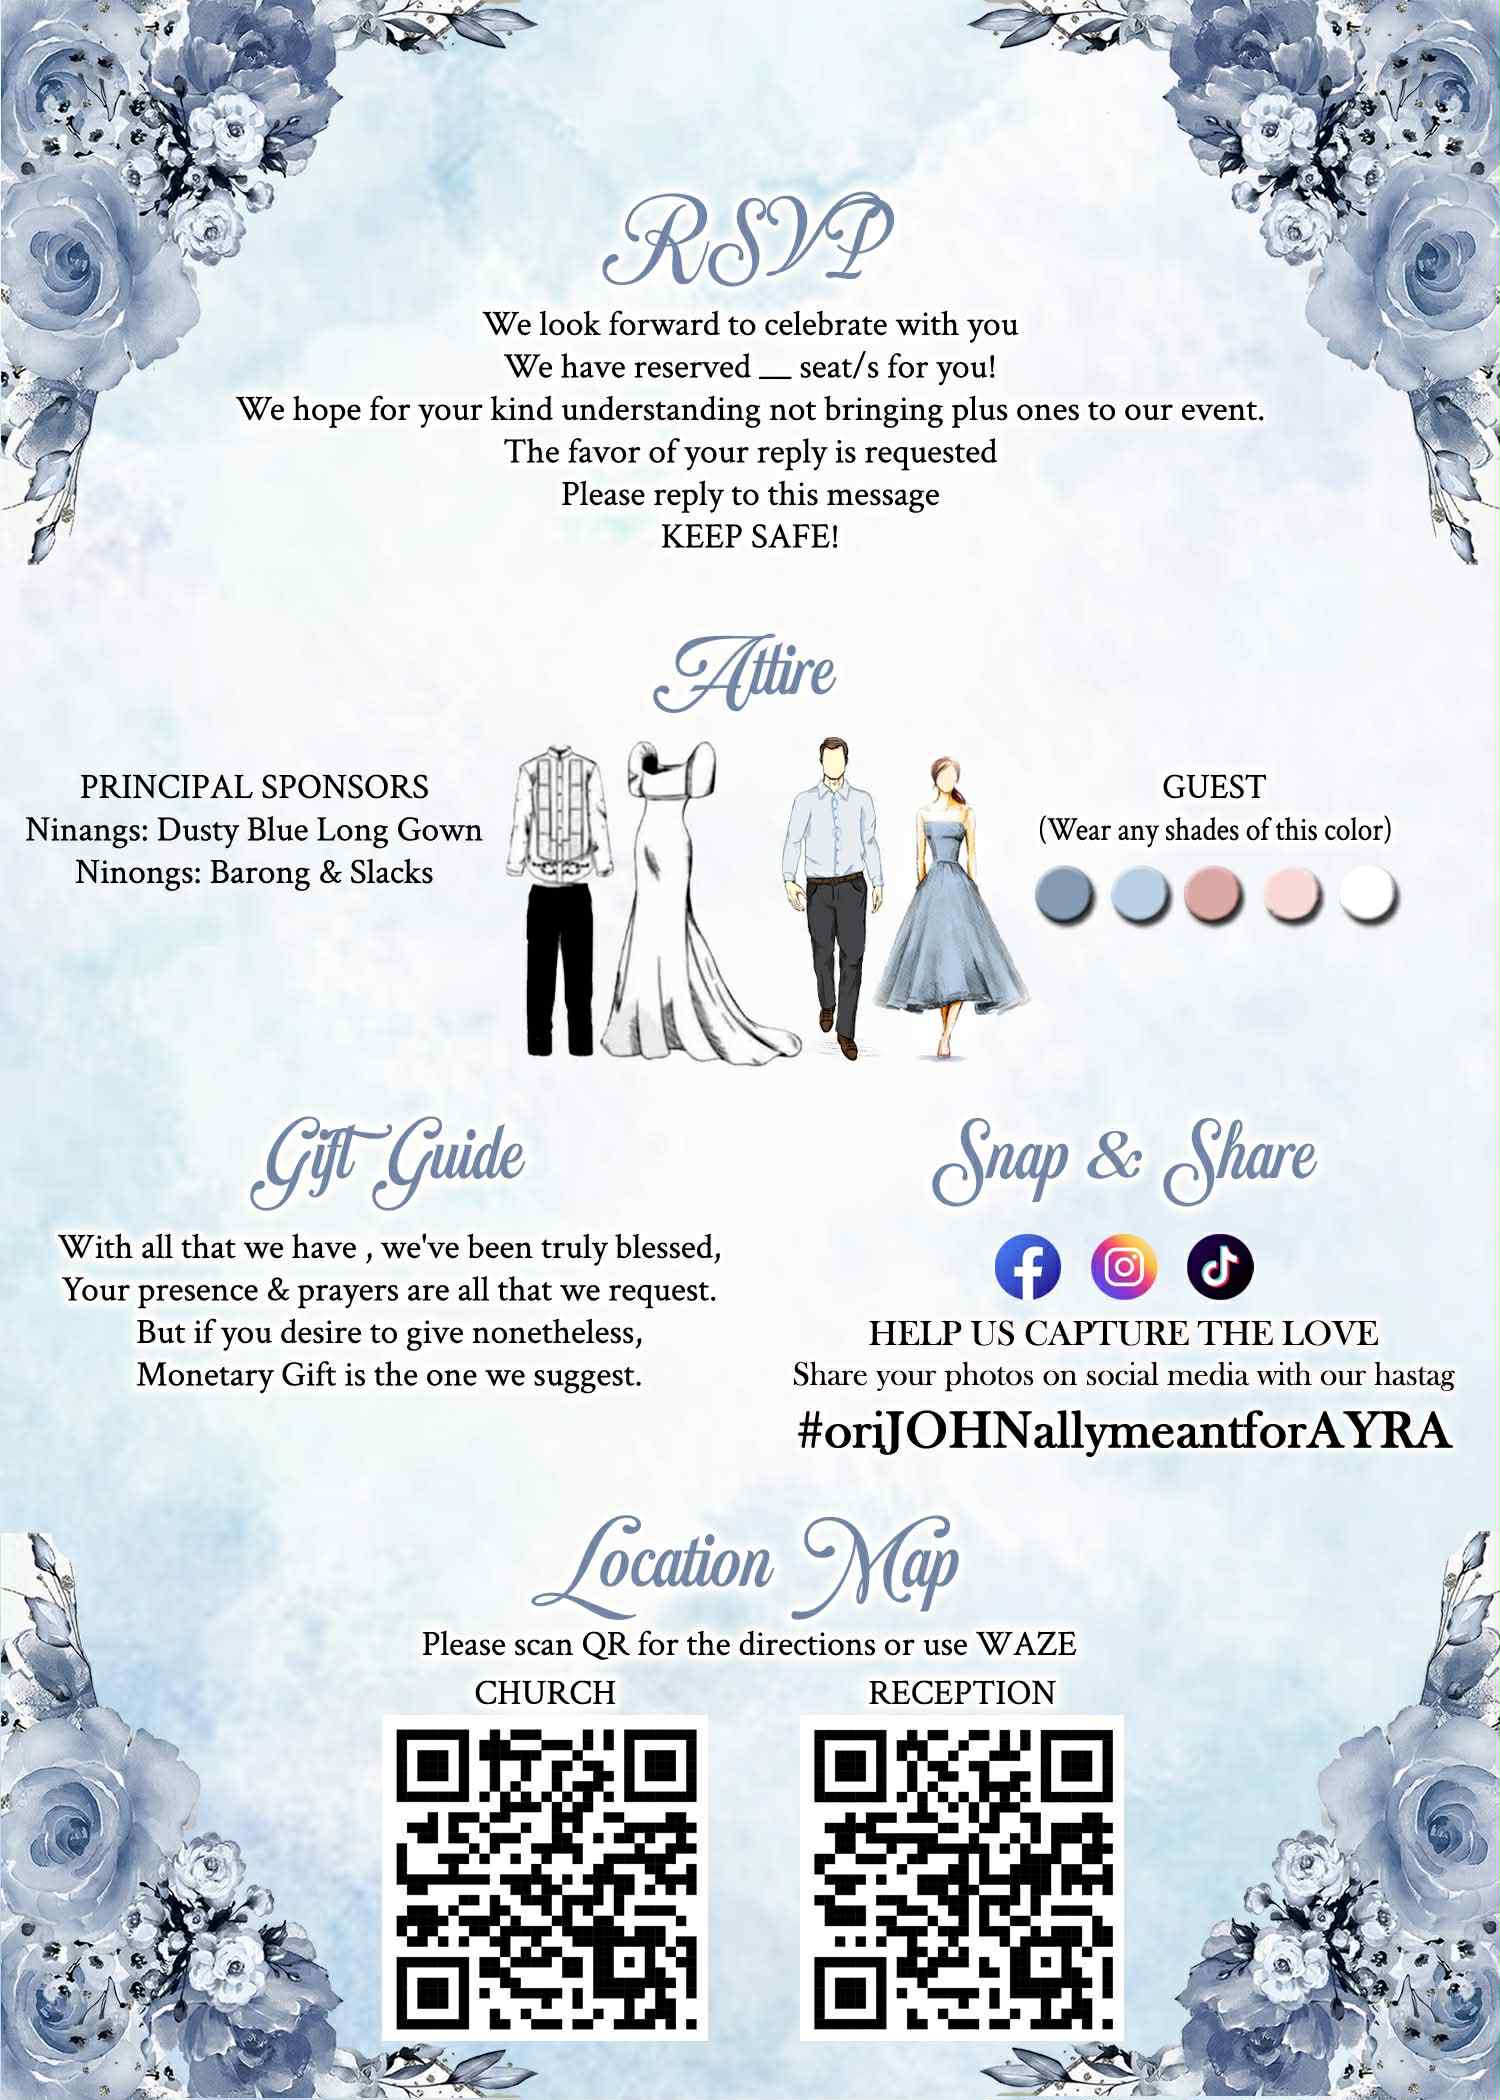 RSVP
We look forward to celebrate with you
We have reserved __ seat/s for you!
We hope for your kind understanding not bringing plus ones to our event.
The favor of your reply is requested
Please reply to this message
KEEP SAFE!
Attire
PRINCIPAL SPONSORS
Ninangs: Dusty Blue Long Gown
Ninongs: Barong & Slacks
GUEST
(Wear any shades of this color)
Gift Guide
With all that we have , we've been truly blessed,
Your presence & prayers are all that we request.
But if you desire to give nonetheless,
Monetary Gift is the one we suggest.
Snap & Share
HELP US CAPTURE THE LOVE
Share your photos on social media with our hastag
#oriJOHNallymeantforAYRA
Location Map
Please scan QR for the directions or use WAZE
CHURCH
RECEPTION